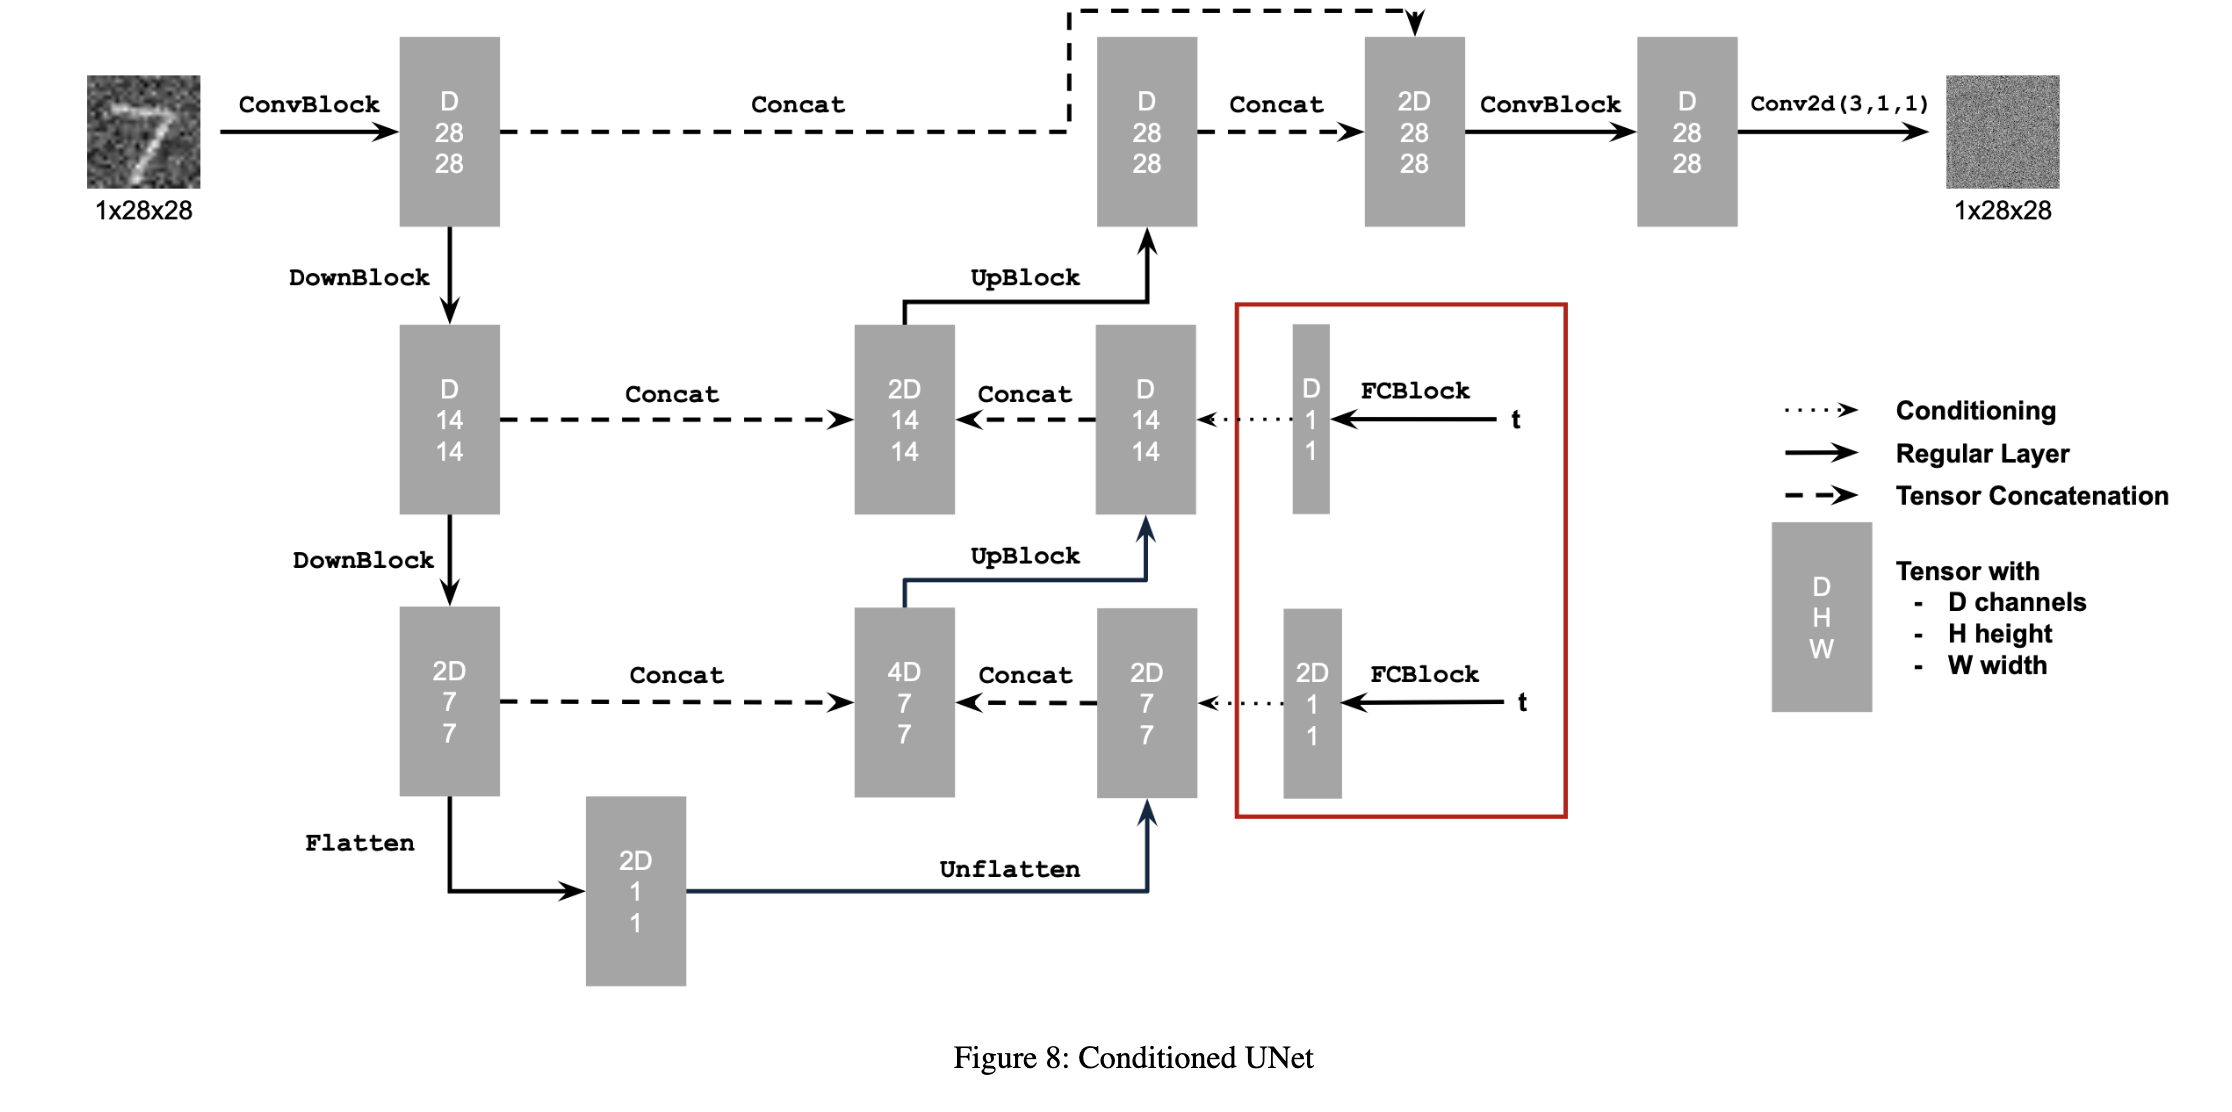 ConvBlock
D
28
28
Concat
D
28
28
Concat
2D
28
28
ConvBlock
D
28
28
Conv2d(3,1,1)
1x28x28
1x28x28
DownBlock
UpBlock
D
14
14
Concat
2D
14
14
Concat
D
14
14
D
1
1
FCBlock
t
Conditioning
Regular Layer
Tensor Concatenation
DownBlock
UpBlock
D
H
W
Tensor with
- D channels
- H height
- W width
2D
7
7
Concat
4D
7
7
Concat
2D
7
7
2D
1
1
FCBlock
t
Flatten
2D
1
1
Unflatten
Figure 8: Conditioned UNet